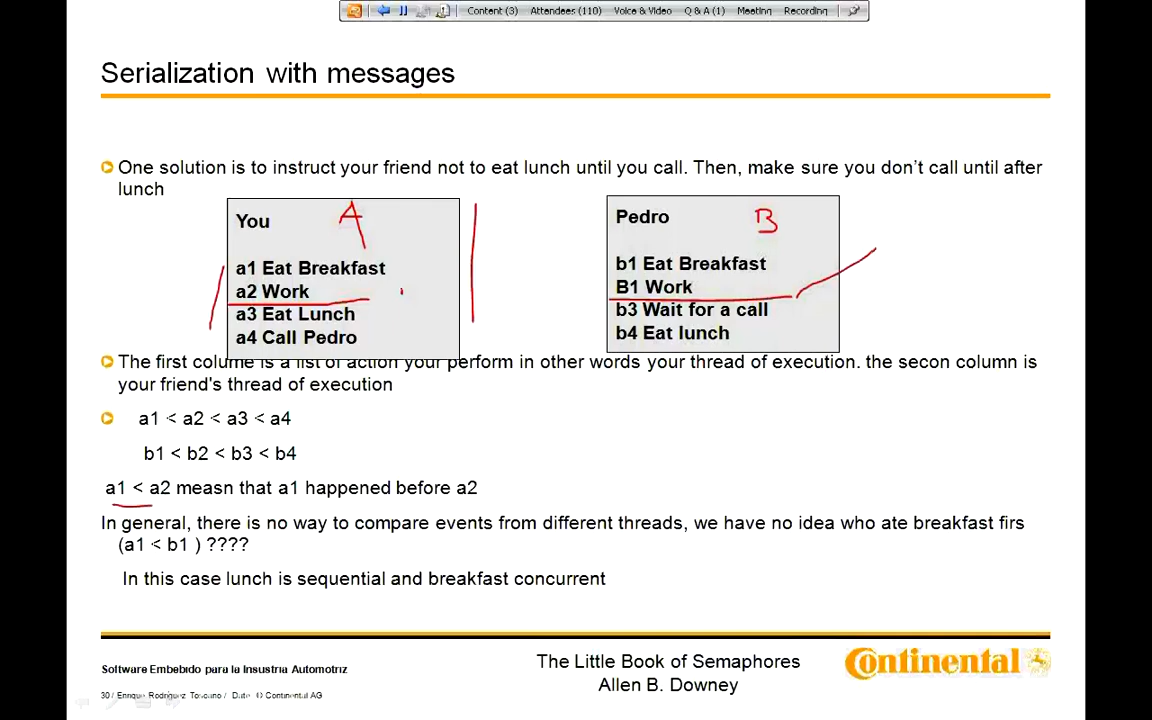 Content (3) Attendees (110) Voice & Video Q & A (1) Meeting Recording
Serialization with messages
One solution is to instruct your friend not to eat lunch until you call. Then, make sure you don't call until after
lunch
You A
a1 Eat Breakfast
a2 Work
a3 Eat Lunch
a4 Call Pedro
Pedro B
b1 Eat Breakfast
B1 Work
b3 Wait for a call
b4 Eat lunch
The first colume is a list of action your perform in other words your thread of execution. the secon column is
your friend's thread of execution
a1 < a2 < a3 < a4
b1 < b2 < b3 < b4
a1 < a2 measn that a1 happened before a2
In general, there is no way to compare events from different threads, we have no idea who ate breakfast firs
(a1 < b1 ) ????
In this case lunch is sequential and breakfast concurrent
Software Embebido para la Insustria Automotriz
The Little Book of Semaphores
Allen B. Downey
Continental
30 / Enrique Rodriguez Toscano / Date © Continental AG